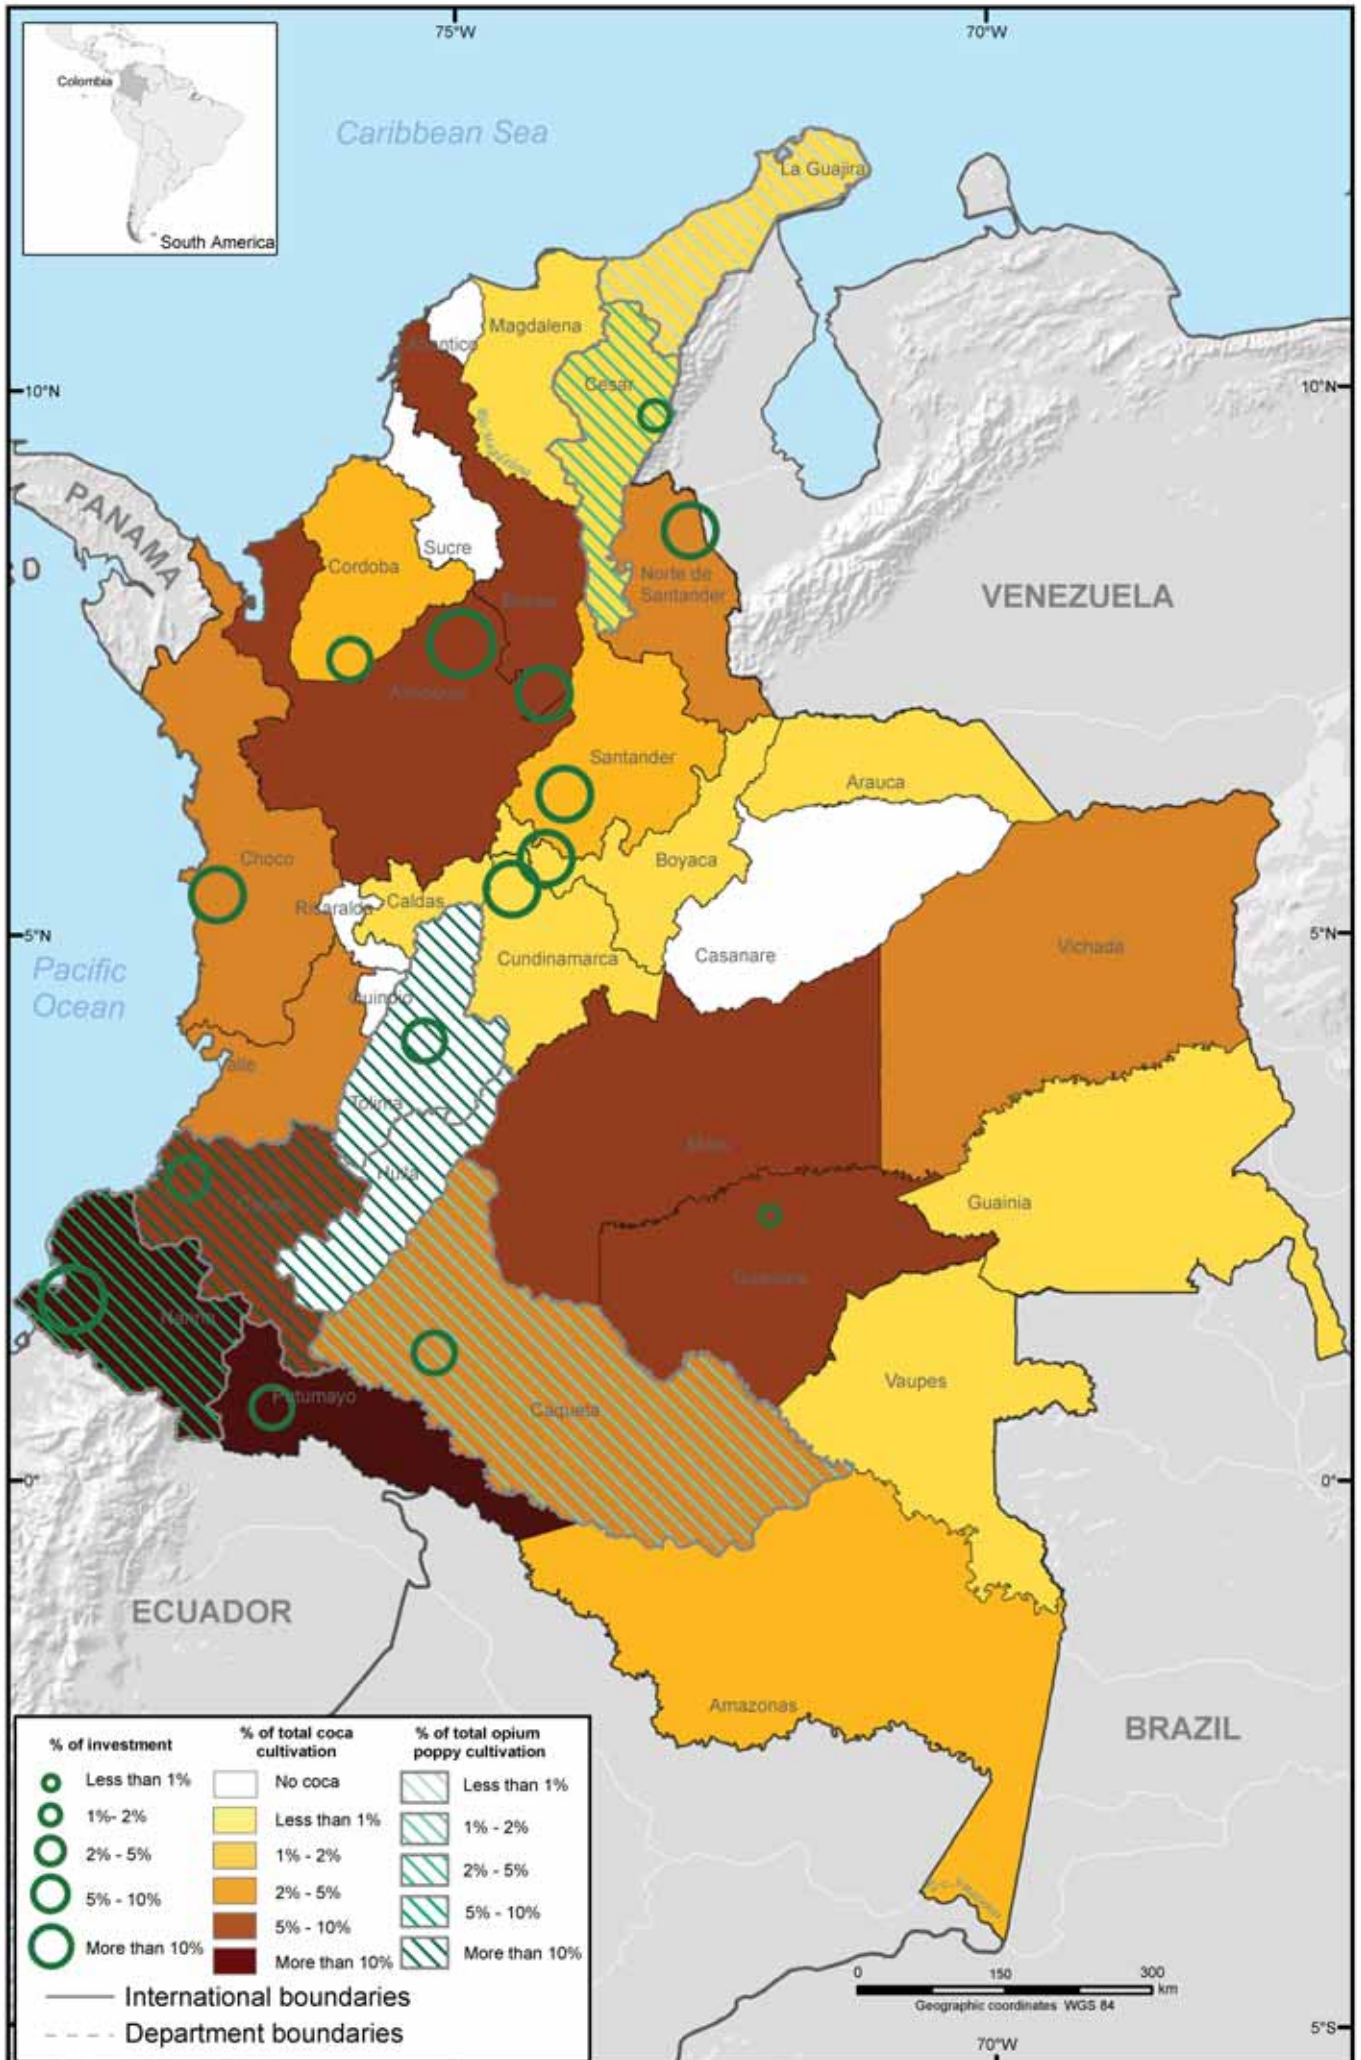 75°W
70°W
Colombia
South America
Caribbean Sea
La Guajira
Magdalena
Atlantico
Cesar
10°N
10°N
PANAMA
Sucre
Cordoba
Norte de
Santander
D
VENEZUELA
Bolivar
Antioquia
Santander
Arauca
Choco
Boyaca
Risaralda
Caldas
5°N
5°N
Cundinamarca
Casanare
Vichada
Pacific
Ocean
Quindio
Valle
Tolima
Meta
Huila
Cauca
Guainia
Guaviare
Narino
Vaupes
Putumayo
Caqueta
0°
0°
ECUADOR
Amazonas
BRAZIL
% of investment
Less than 1%
1%- 2%
2% - 5%
5% - 10%
More than 10%
% of total coca
cultivation
No coca
Less than 1%
1% - 2%
2% - 5%
5% - 10%
More than 10%
% of total opium
poppy cultivation
Less than 1%
1% - 2%
2% - 5%
5% - 10%
More than 10%
International boundaries
Department boundaries
0 150 300
km
Geographic coordinates WGS 84
5°S
70°W